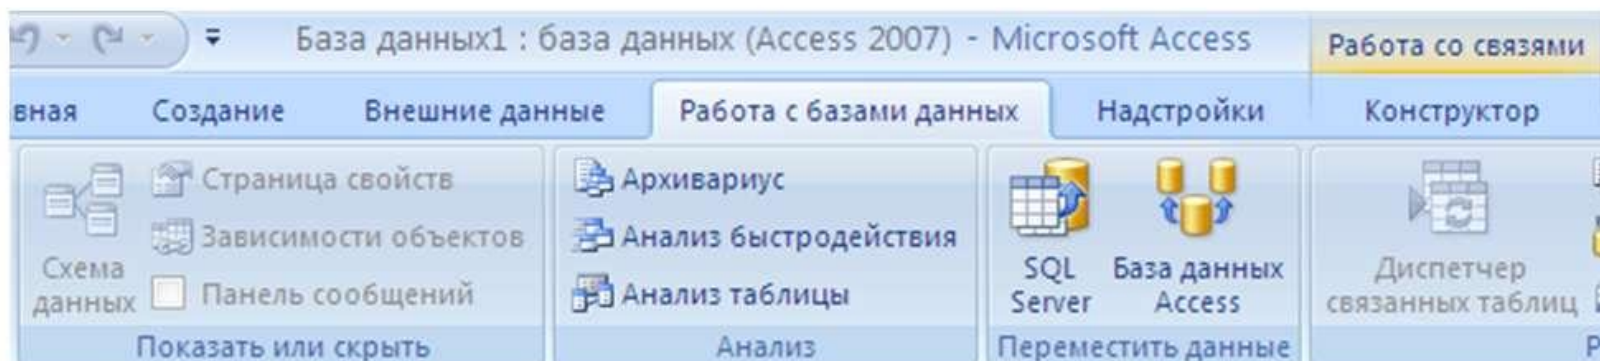 База данных1 : база данных (Access 2007) - Microsoft Access
Работа со связями
вная
Создание
Внешние данные
Работа с базами данных
Надстройки
Конструктор
Схема
данных
Страница свойств
Зависимости объектов
Панель сообщений
Показать или скрыть
Архивариус
Анализ быстродействия
Анализ таблицы
Анализ
SQL
Server
База данных
Access
Переместить данные
Диспетчер
связанных таблиц
Р